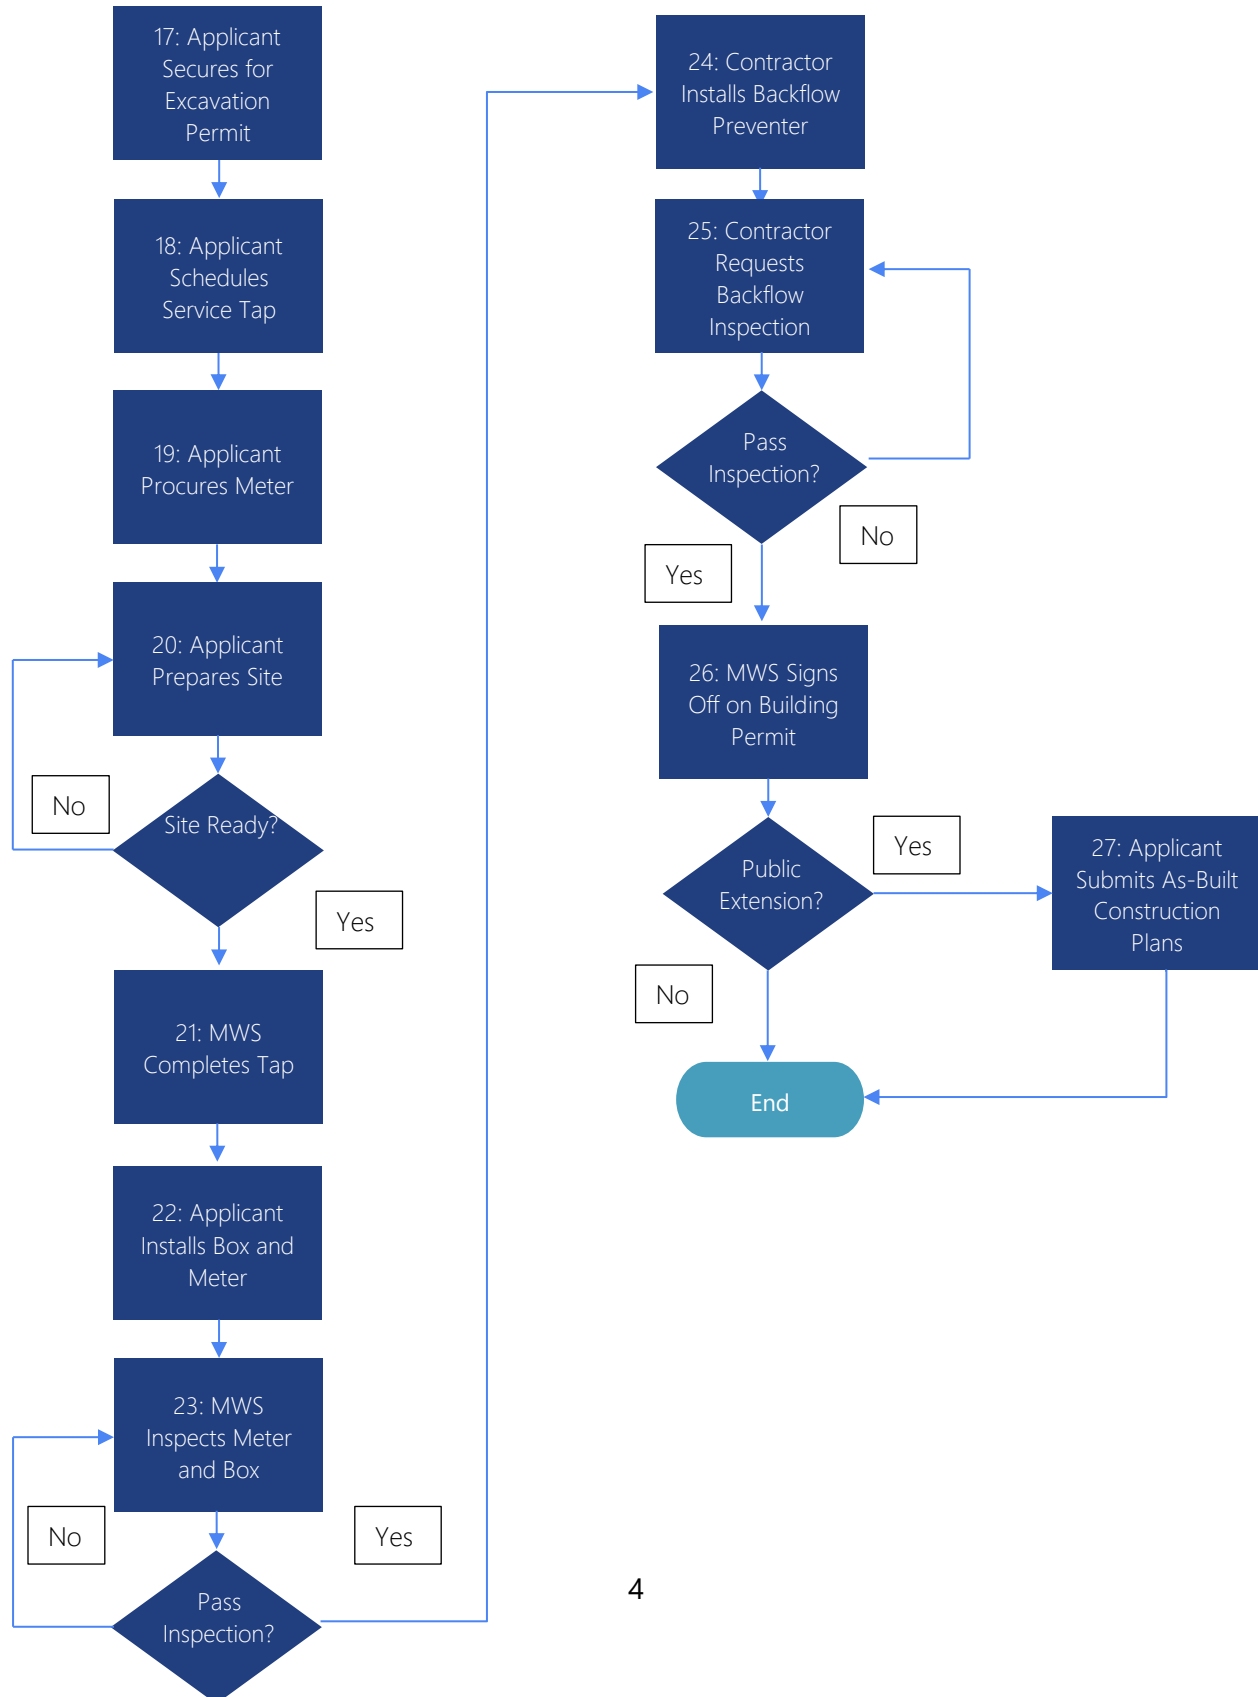 17: Applicant
Secures for
Excavation
Permit
18: Applicant
Schedules
Service Tap
19: Applicant
Procures Meter
20: Applicant
Prepares Site
No
Site Ready?
Yes
21: MWS
Completes Tap
22: Applicant
Installs Box and
Meter
23: MWS
Inspects Meter
and Box
No
Yes
Pass
Inspection?
24: Contractor
Installs Backflow
Preventer
25: Contractor
Requests
Backflow
Inspection
Pass
Inspection?
No
Yes
26: MWS Signs
Off on Building
Permit
Public
Extension?
Yes
No
27: Applicant
Submits As-Built
Construction
Plans
End
4